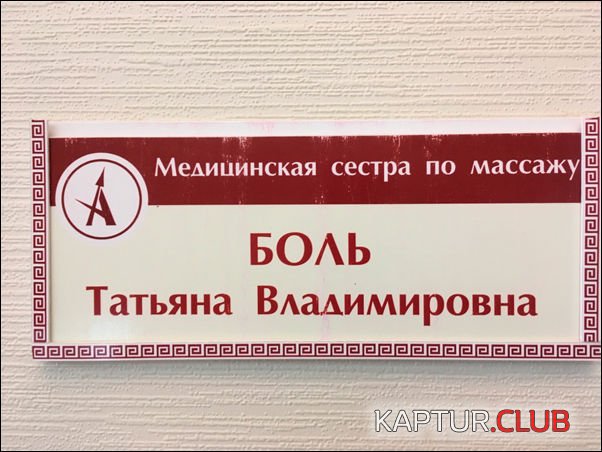 Медицинская сестра по массажу
БОЛЬ
Татьяна Владимировна
KAPTUR.CLUB